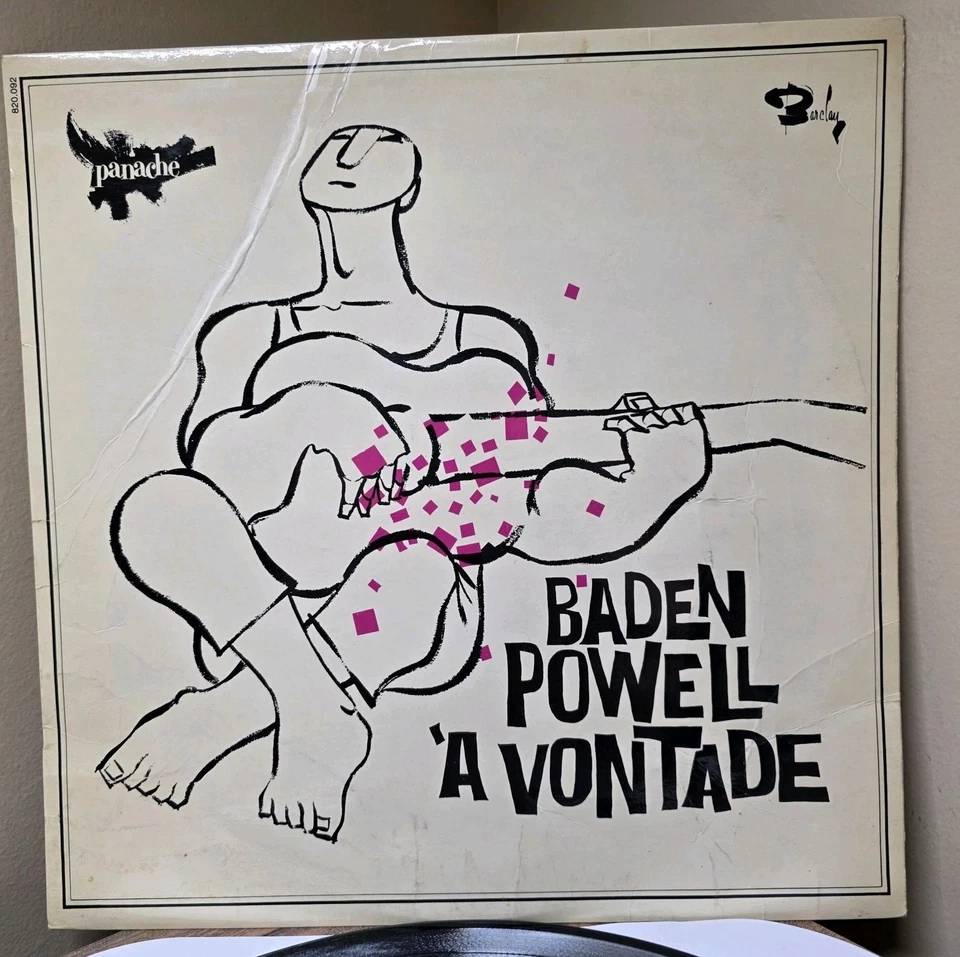 820.092
panache
Barclay
BADEN
POWELL
'A VONTADE